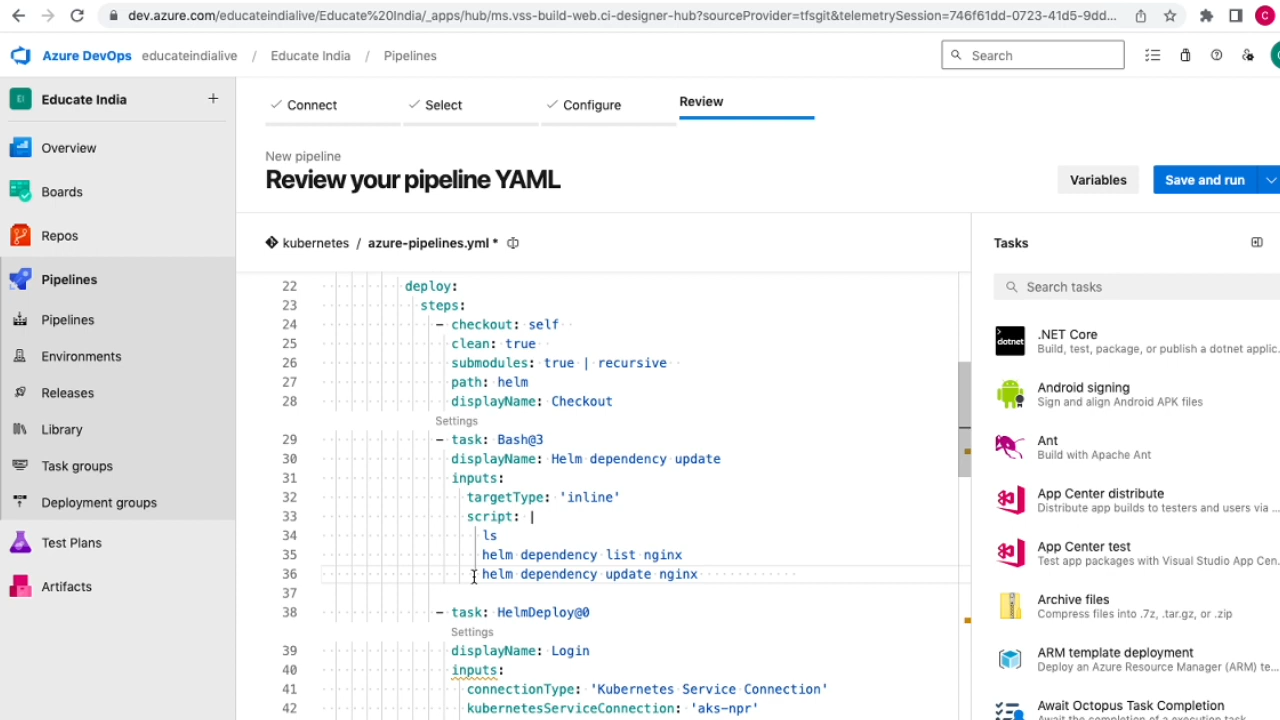 dev.azure.com/educateindialive/Educate%20India/_apps/hub/ms.vss-build-web.ci-designer-hub?sourceProvider=tfsgit&telemetrySession=746f61dd-0723-41d5-9dd...
C
Azure DevOps educateindialive / Educate India / Pipelines
Search
EI Educate India +
Overview
Boards
Repos
Pipelines
Pipelines
Environments
Releases
Library
Task groups
Deployment groups
Test Plans
Artifacts
Connect Select Configure Review
New pipeline
Review your pipeline YAML
Variables Save and run
kubernetes / azure-pipelines.yml *
22 deploy:
23 steps:
24 - checkout: self
25 clean: true
26 submodules: true | recursive
27 path: helm
28 displayName: Checkout
Settings
29 - task: Bash@3
30 displayName: Helm dependency update
31 inputs:
32 targetType: 'inline'
33 script: |
34 ls
35 helm dependency list nginx
36 helm dependency update nginx
37
38 - task: HelmDeploy@0
Settings
39 displayName: Login
40 inputs:
41 connectionType: 'Kubernetes Service Connection'
42 kubernetesServiceConnection: 'aks-npr'
Tasks
Search tasks
dotnet
.NET Core
Build, test, package, or publish a dotnet applic...
Android signing
Sign and align Android APK files
Ant
Build with Apache Ant
App Center distribute
Distribute app builds to testers and users via ...
App Center test
Test app packages with Visual Studio App Cen...
Archive files
Compress files into .7z, .tar.gz, or .zip
ARM template deployment
Deploy an Azure Resource Manager (ARM) te...
Await Octopus Task Completion
Await the completion of a execution task